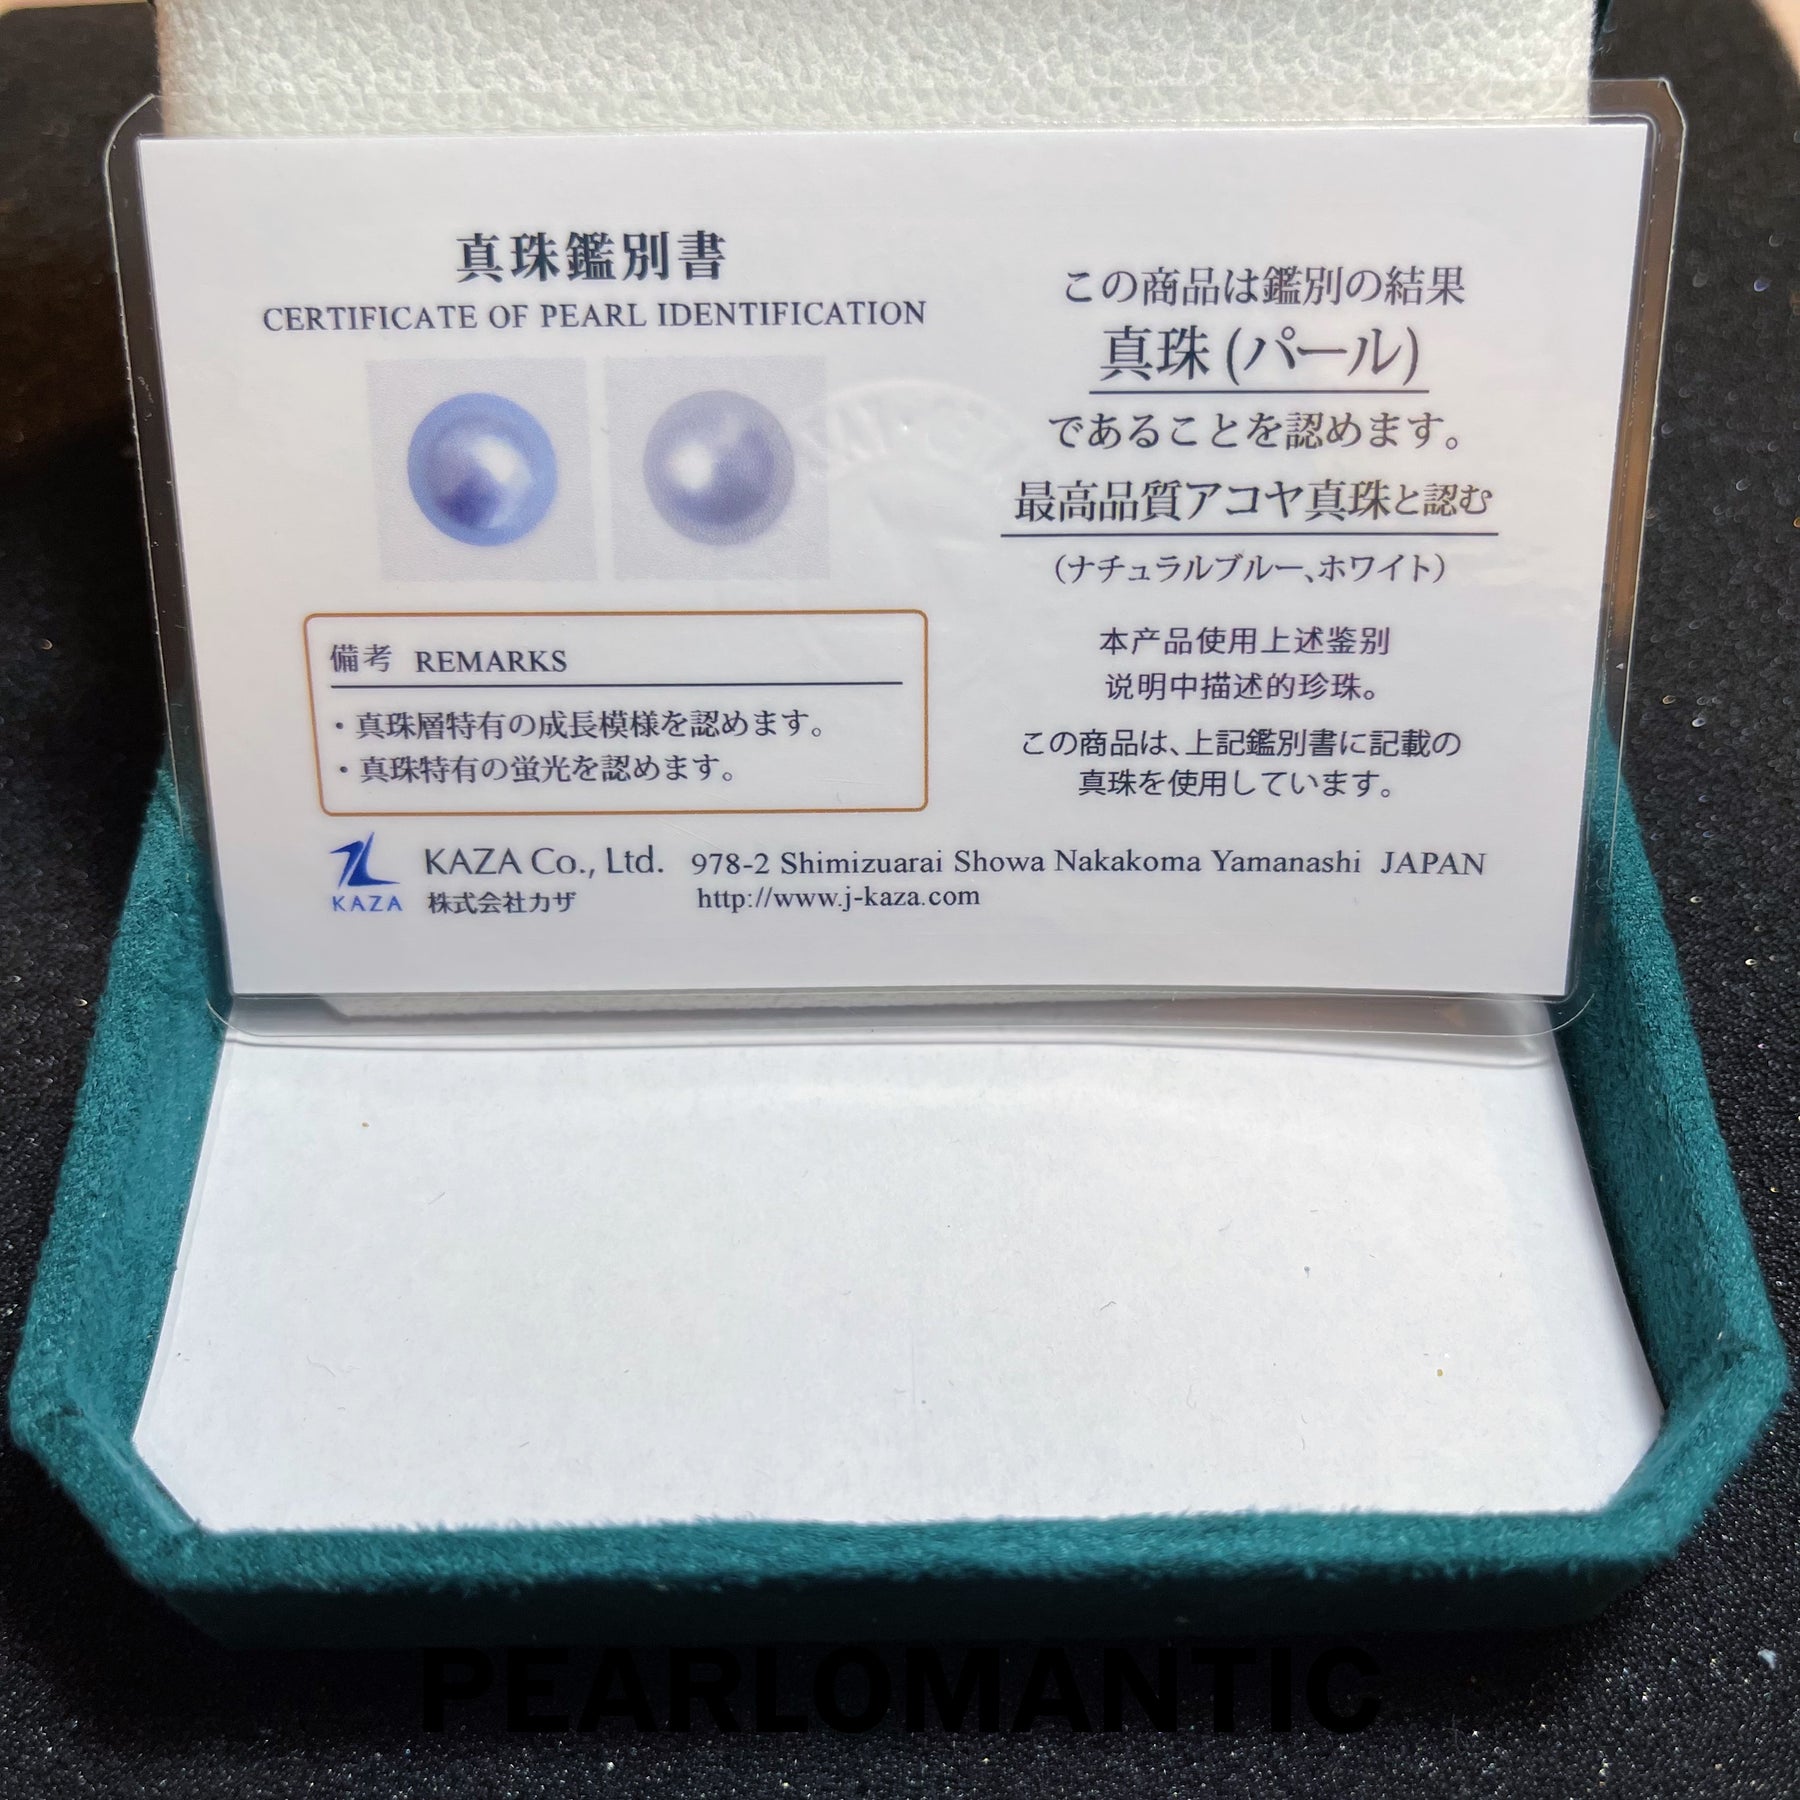 真珠鑑別書
CERTIFICATE OF PEARL IDENTIFICATION
備考 REMARKS
・真珠層特有の成長模様を認めます。
・真珠特有の蛍光を認めます。
この商品は鑑別の結果
真珠(パール)
であることを認めます。
最高品質アコヤ真珠と認む
（ナチュラルブルー、ホワイト）
本产品使用上述鉴别
说明中描述的珍珠。
この商品は、上記鑑別書に記載の
真珠を使用しています。
KAZA
KAZA Co., Ltd. 978-2 Shimizuarai Showa Nakakoma Yamanashi JAPAN
株式会社カザ http://www.j-kaza.com
PEARLOMANTIC